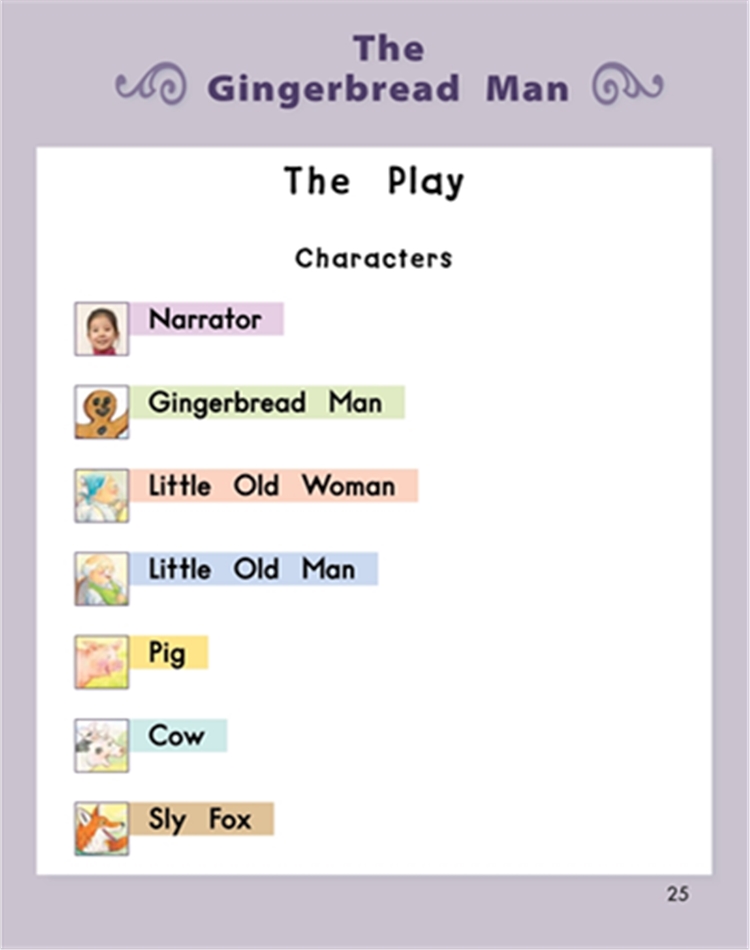 The
Gingerbread Man
The Play
Characters
Narrator
Gingerbread Man
Little Old Woman
Little Old Man
Pig
Cow
Sly Fox
25